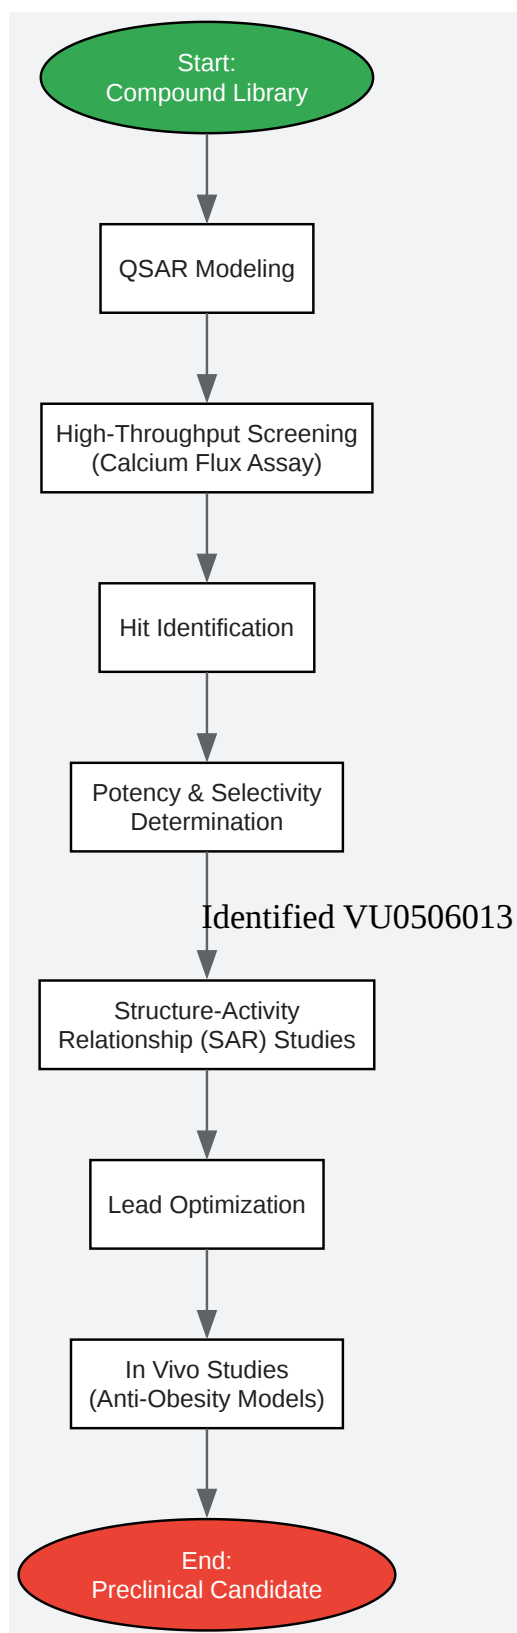 Start:
Compound Library
QSAR Modeling
High-Throughput Screening
(Calcium Flux Assay)
Hit Identification
Potency & Selectivity
Determination
Identified VU0506013
Structure-Activity
Relationship (SAR) Studies
Lead Optimization
In Vivo Studies
(Anti-Obesity Models)
End:
Preclinical Candidate